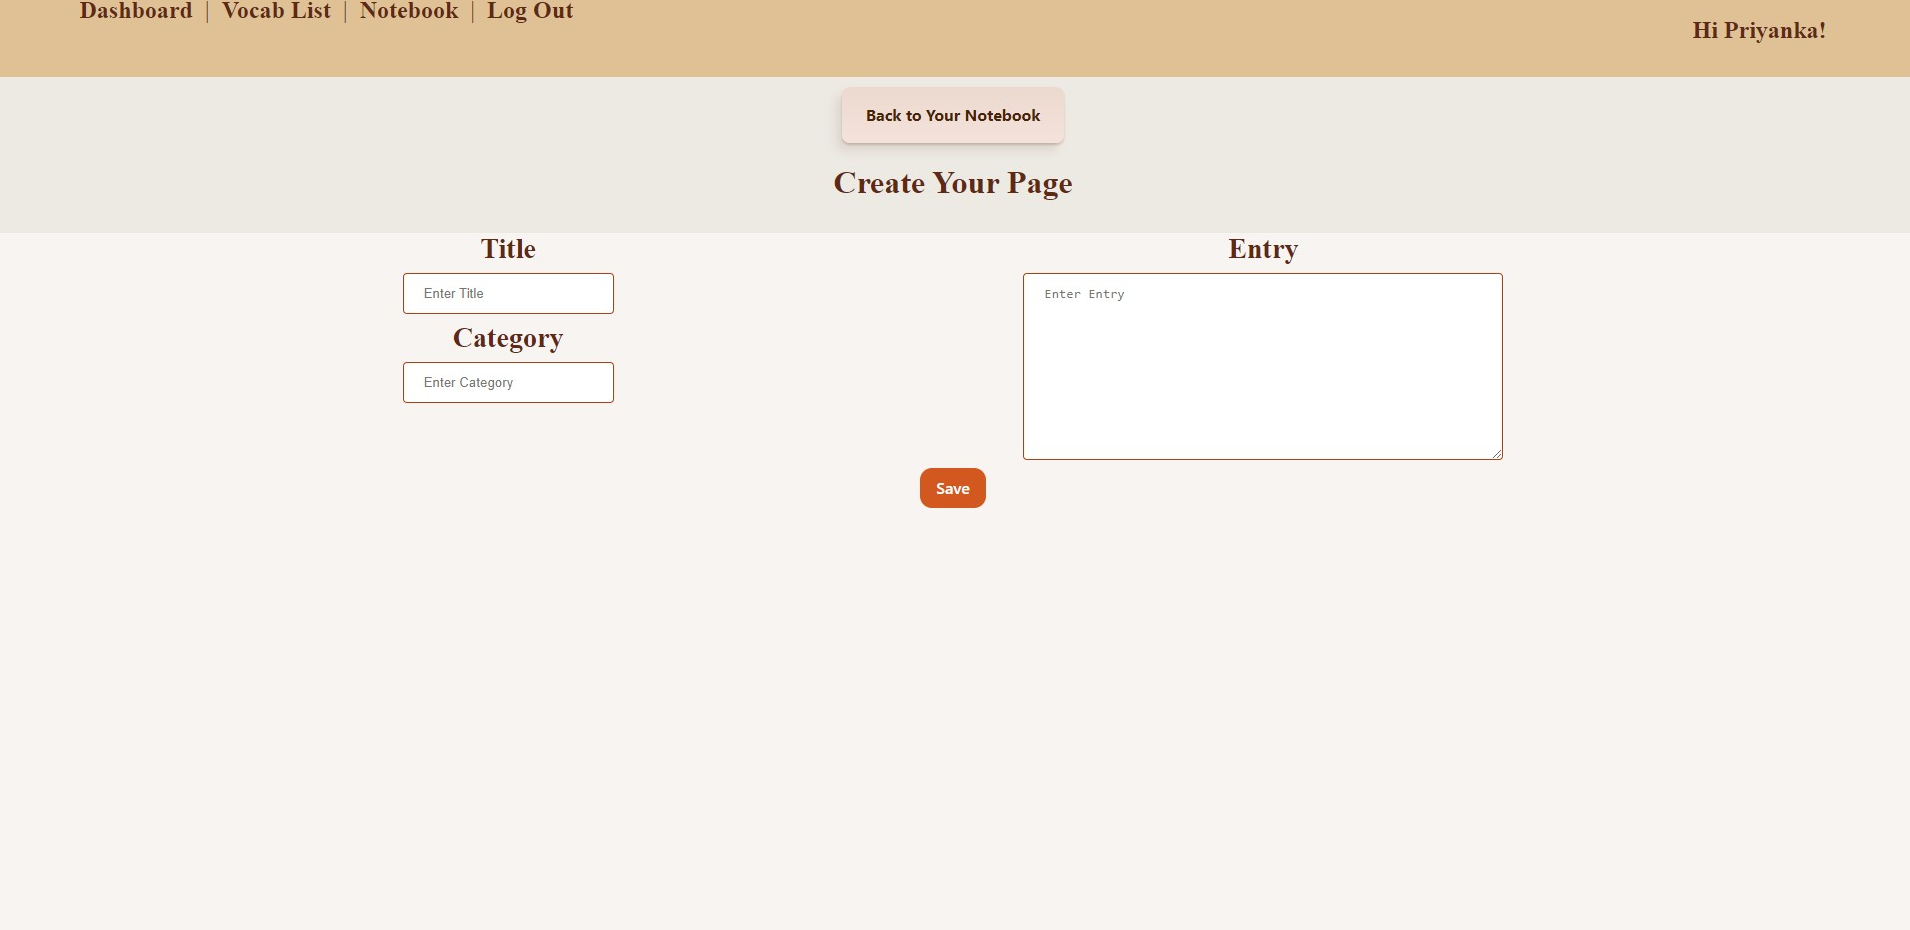 Dashboard | Vocab List | Notebook | Log Out
Hi Priyanka!
Back to Your Notebook
Create Your Page
Title
Enter Title
Category
Enter Category
Entry
Enter Entry
Save